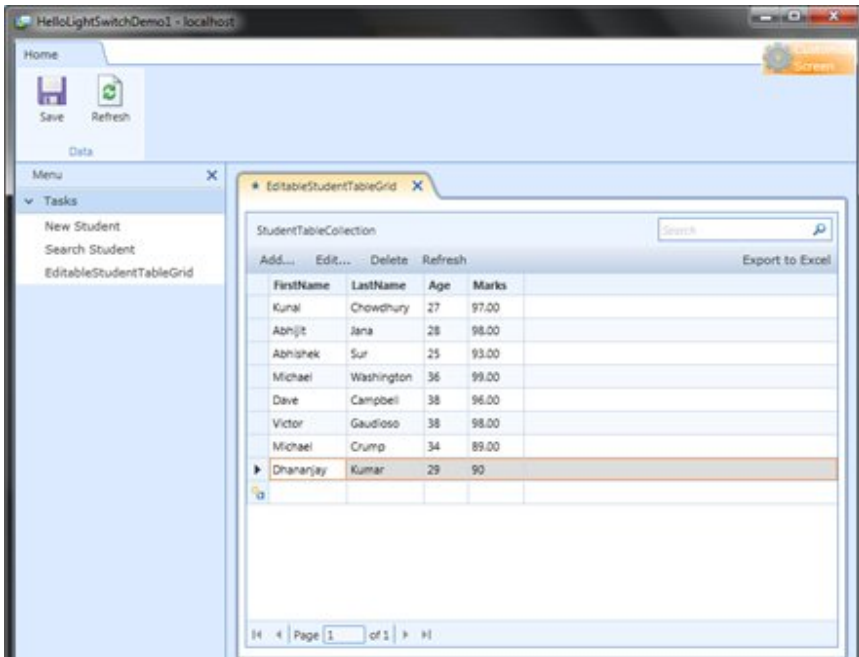 HelloLightSwitchDemo1 - localhost
Home
Customize
Screen
Save
Refresh
Data
Menu
Tasks
New Student
Search Student
EditableStudentTableGrid
* EditableStudentTableGrid
StudentTableCollection
Search
Add... Edit... Delete Refresh
Export to Excel
FirstName LastName Age Marks
Kunal Chowdhury 27 97.00
Abhijit Jana 28 98.00
Abhishek Sur 25 93.00
Michael Washington 36 99.00
Dave Campbell 38 96.00
Victor Gaudioso 38 98.00
Michael Crump 34 89.00
Dhananjay Kumar 29 90
Page 1 of 1